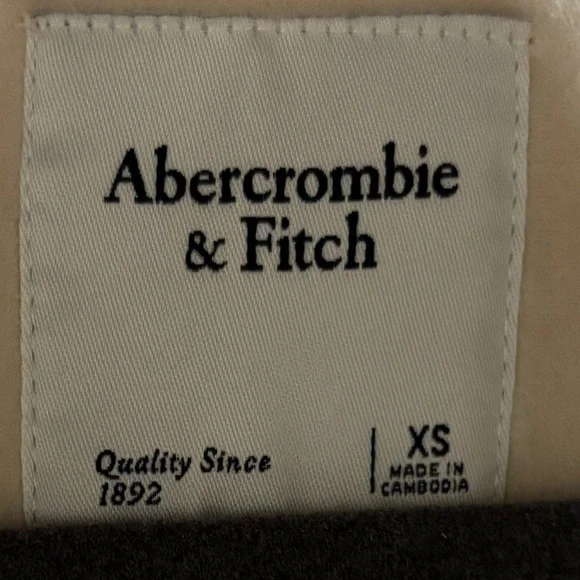 Abercrombie
& Fitch
Quality Since
1892
XS
MADE IN
CAMBODIA